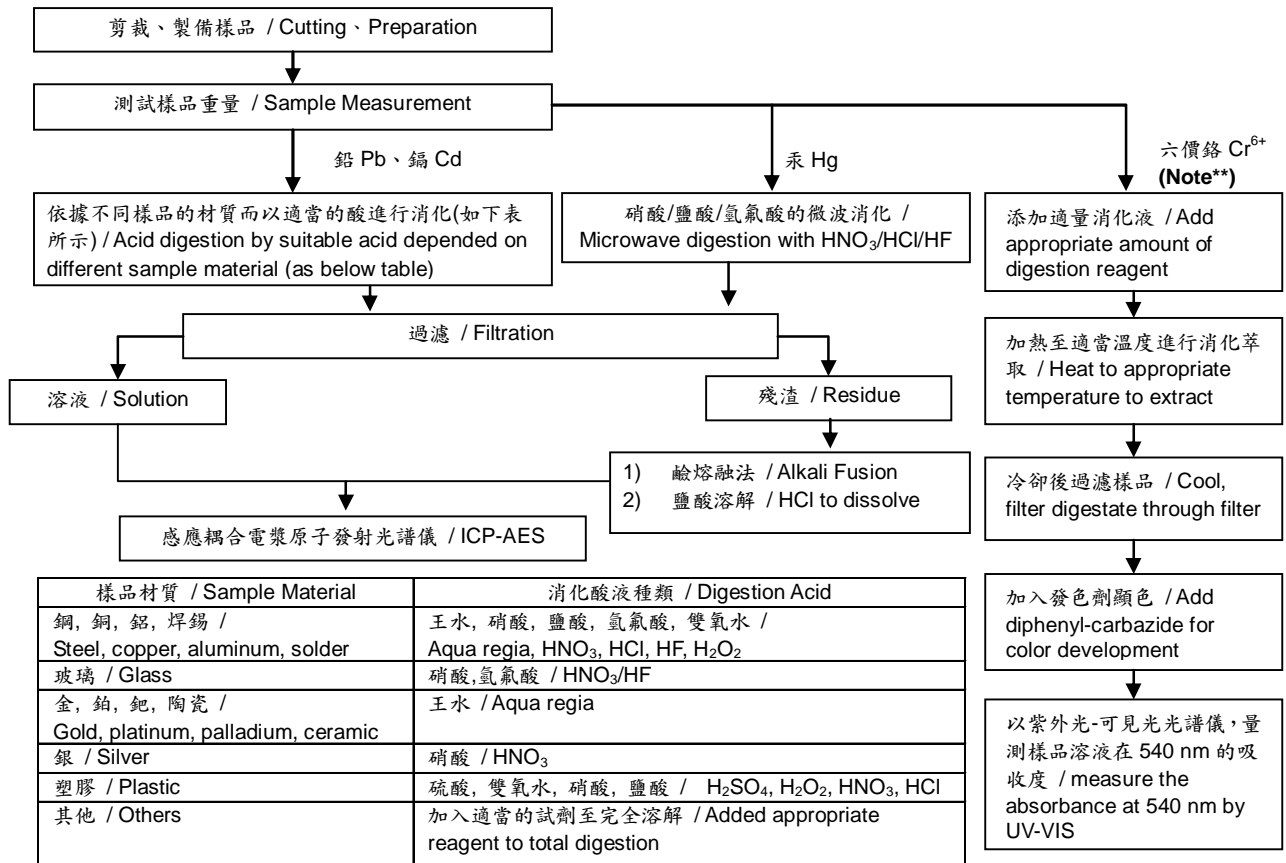 剪裁、製備樣品 / Cutting、Preparation
測試樣品重量 / Sample Measurement
鉛 Pb、鎘 Cd
汞 Hg
六價鉻 Cr6+
(Note**)
依據不同樣品的材質而以適當的酸進行消化(如下表
所示) / Acid digestion by suitable acid depended on
different sample material (as below table)
硝酸/鹽酸/氫氟酸的微波消化 /
Microwave digestion with HNO3/HCl/HF
添加適量消化液 / Add
appropriate amount of
digestion reagent
過濾 / Filtration
加熱至適當溫度進行消化萃
取 / Heat to appropriate
temperature to extract
溶液 / Solution
殘渣 / Residue
1) 鹼熔融法 / Alkali Fusion
2) 鹽酸溶解 / HCl to dissolve
冷卻後過濾樣品 / Cool,
filter digestate through filter
感應耦合電漿原子發射光譜儀 / ICP-AES
加入發色劑顯色 / Add
diphenyl-carbazide for
color development
以紫外光-可見光光譜儀，量
測樣品溶液在 540 nm 的吸
收度 / measure the
absorbance at 540 nm by
UV-VIS
樣品材質 / Sample Material
消化酸液種類 / Digestion Acid
鋼, 銅, 鋁, 焊錫 /
Steel, copper, aluminum, solder
王水, 硝酸, 鹽酸, 氫氟酸, 雙氧水 /
Aqua regia, HNO3, HCl, HF, H2O2
玻璃 / Glass
硝酸,氫氟酸 / HNO3/HF
金, 鉑, 鈀, 陶瓷 /
Gold, platinum, palladium, ceramic
王水 / Aqua regia
銀 / Silver
硝酸 / HNO3
塑膠 / Plastic
硫酸, 雙氧水, 硝酸, 鹽酸 / H2SO4, H2O2, HNO3, HCl
其他 / Others
加入適當的試劑至完全溶解 / Added appropriate
reagent to total digestion